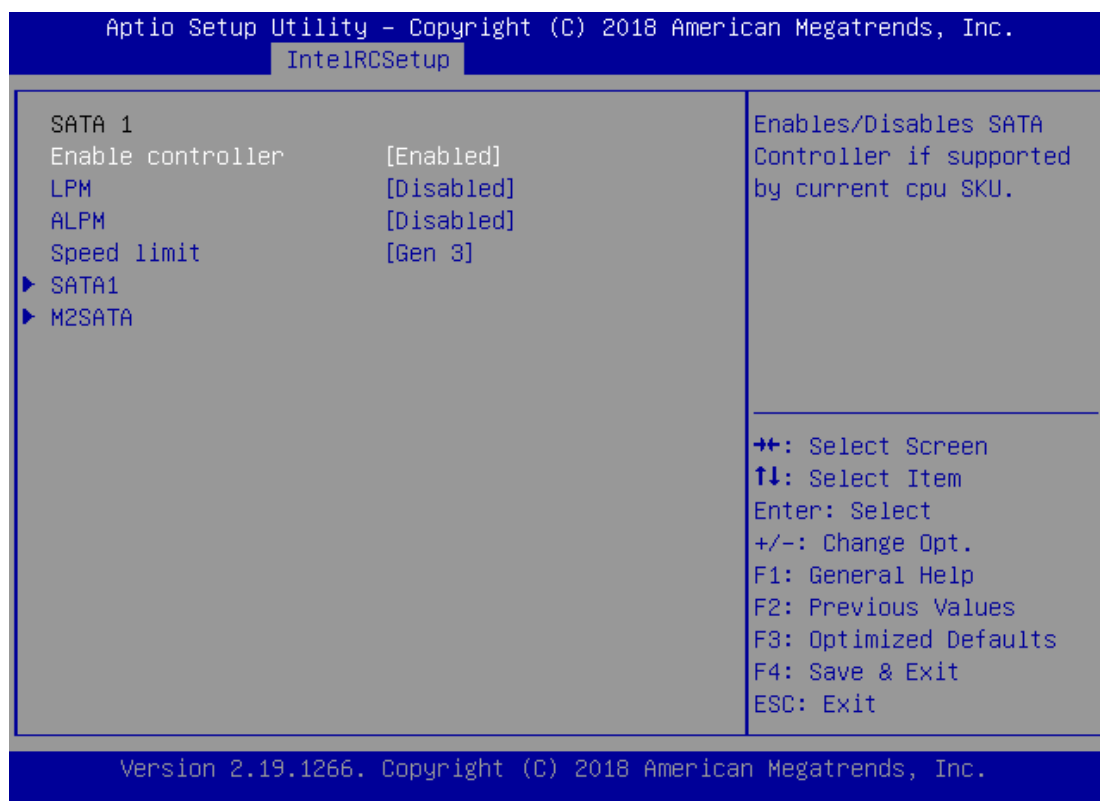 Aptio Setup Utility – Copyright (C) 2018 American Megatrends, Inc.
IntelRCSetup
SATA 1
Enable controller [Enabled]
LPM [Disabled]
ALPM [Disabled]
Speed limit [Gen 3]
▶ SATA1
▶ M2SATA
Enables/Disables SATA
Controller if supported
by current cpu SKU.
→←: Select Screen
↑↓: Select Item
Enter: Select
+/-: Change Opt.
F1: General Help
F2: Previous Values
F3: Optimized Defaults
F4: Save & Exit
ESC: Exit
Version 2.19.1266. Copyright (C) 2018 American Megatrends, Inc.